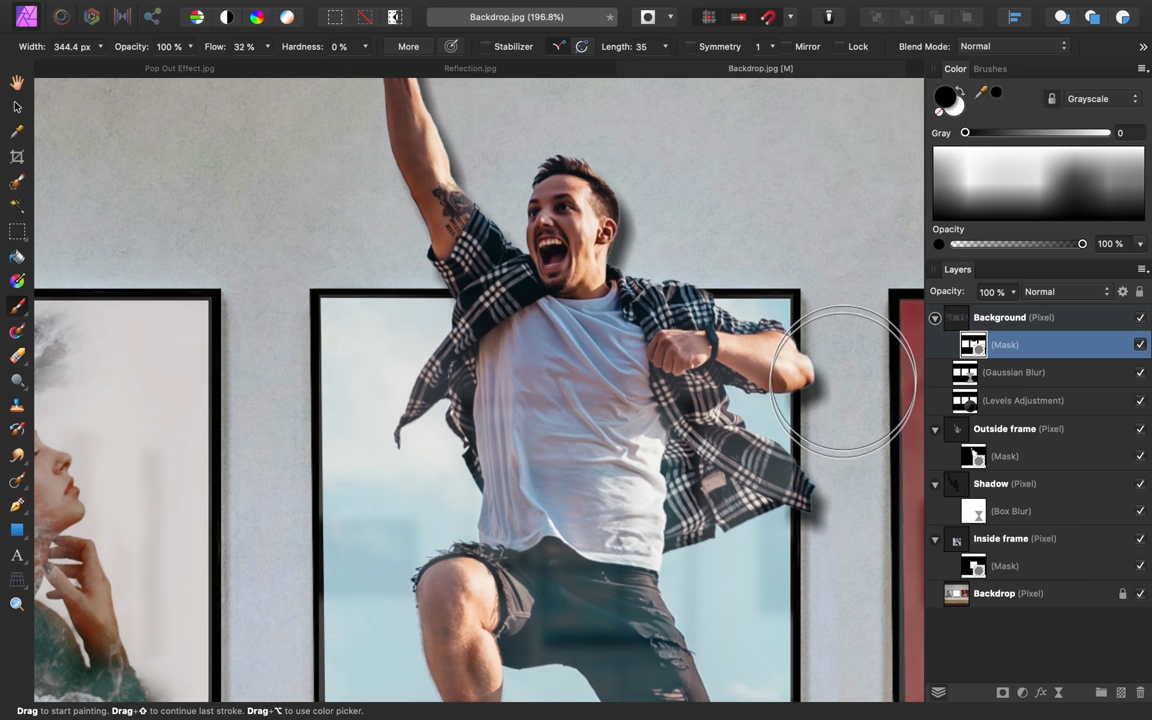 Backdrop.jpg (196.8%)
Width: 344.4 px Opacity: 100 % Flow: 32 % Hardness: 0 % More Stabilizer Length: 35 Symmetry 1 Mirror Lock Blend Mode: Normal
Pop Out Effect.jpg Reflection.jpg Backdrop.jpg [M]
Color Brushes
Grayscale
Gray 0
Opacity
100 %
Layers
Opacity: 100 % Normal
Background (Pixel)
(Mask)
(Gaussian Blur)
(Levels Adjustment)
Outside frame (Pixel)
(Mask)
Shadow (Pixel)
(Box Blur)
Inside frame (Pixel)
(Mask)
Backdrop (Pixel)
A
fx
Drag to start painting. Drag+⇧ to continue last stroke. Drag+⌥ to use color picker.